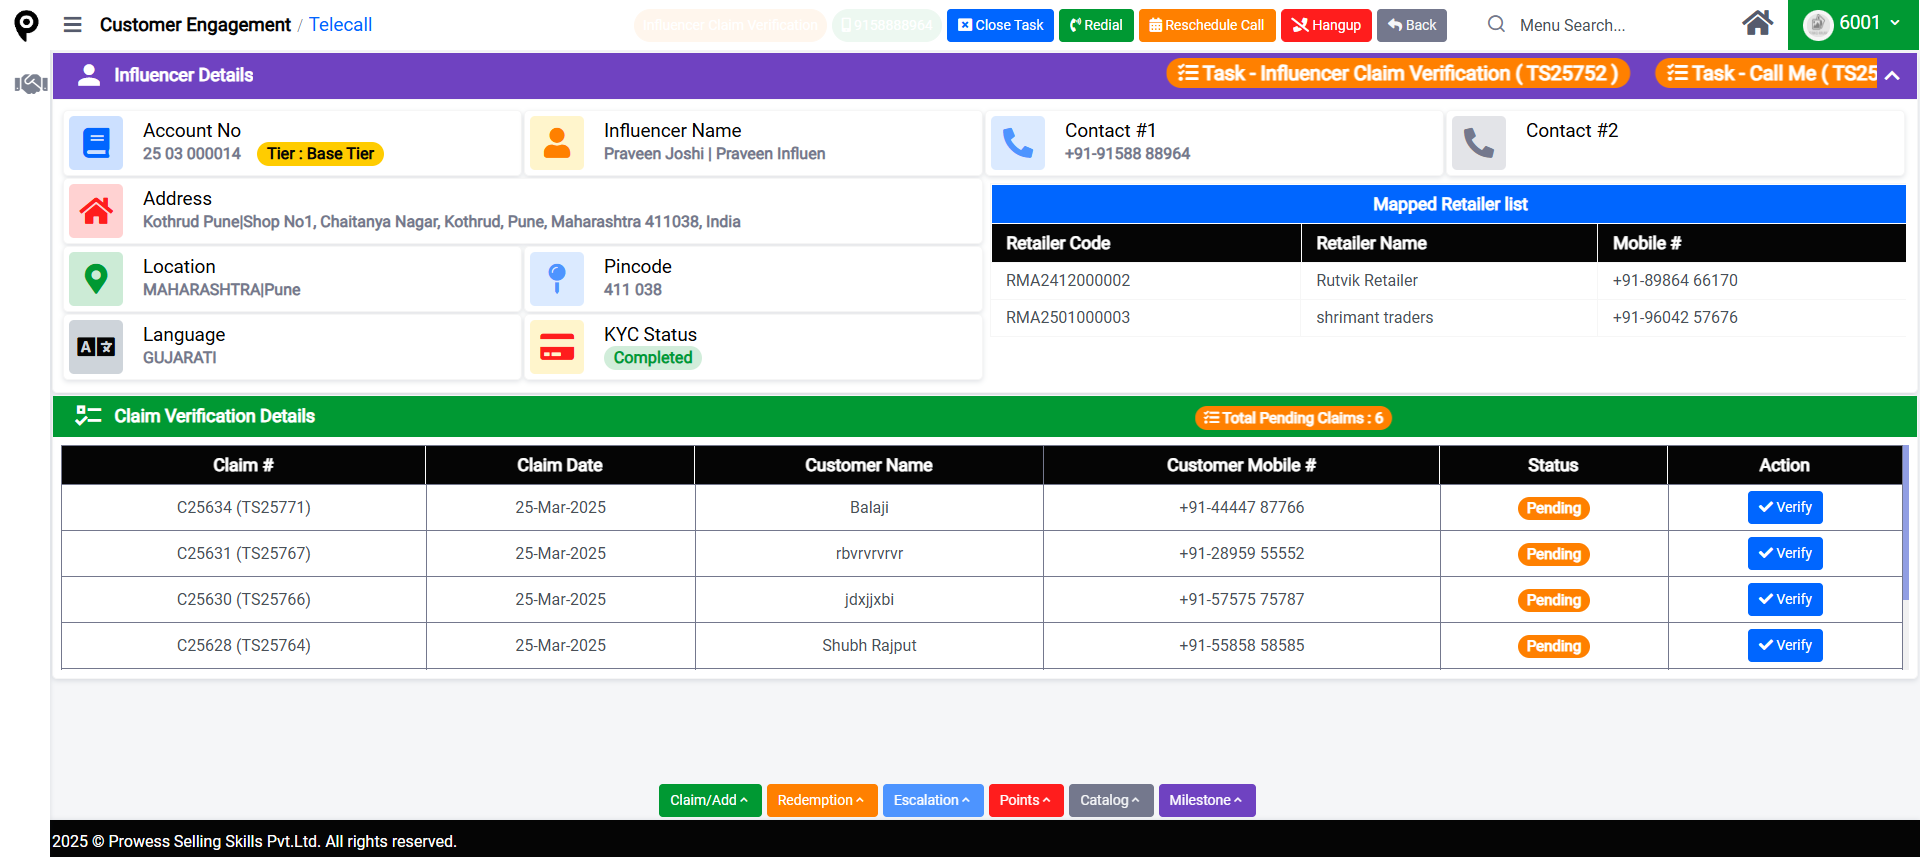 Customer Engagement / Telecall
Influencer Claim Verification
9158888964
Close Task
Redial
Reschedule Call
Hangup
Back
Menu Search...
6001
Influencer Details
Task - Influencer Claim Verification ( TS25752 )
Task - Call Me ( TS25
Account No
25 03 000014
Tier : Base Tier
Influencer Name
Praveen Joshi | Praveen Influen
Contact #1
+91-91588 88964
Contact #2
Address
Kothrud Pune|Shop No1, Chaitanya Nagar, Kothrud, Pune, Maharashtra 411038, India
Location
MAHARASHTRA|Pune
Pincode
411 038
Language
GUJARATI
KYC Status
Completed
Mapped Retailer list
Retailer Code Retailer Name Mobile #
RMA2412000002 Rutvik Retailer +91-89864 66170
RMA2501000003 shrimant traders +91-96042 57676
Claim Verification Details
Total Pending Claims : 6
Claim # Claim Date Customer Name Customer Mobile # Status Action
C25634 (TS25771) 25-Mar-2025 Balaji +91-44447 87766 Pending Verify
C25631 (TS25767) 25-Mar-2025 rbvrvrvrvr +91-28959 55552 Pending Verify
C25630 (TS25766) 25-Mar-2025 jdxjjxbi +91-57575 75787 Pending Verify
C25628 (TS25764) 25-Mar-2025 Shubh Rajput +91-55858 58585 Pending Verify
Claim/Add
Redemption
Escalation
Points
Catalog
Milestone
2025 © Prowess Selling Skills Pvt.Ltd. All rights reserved.